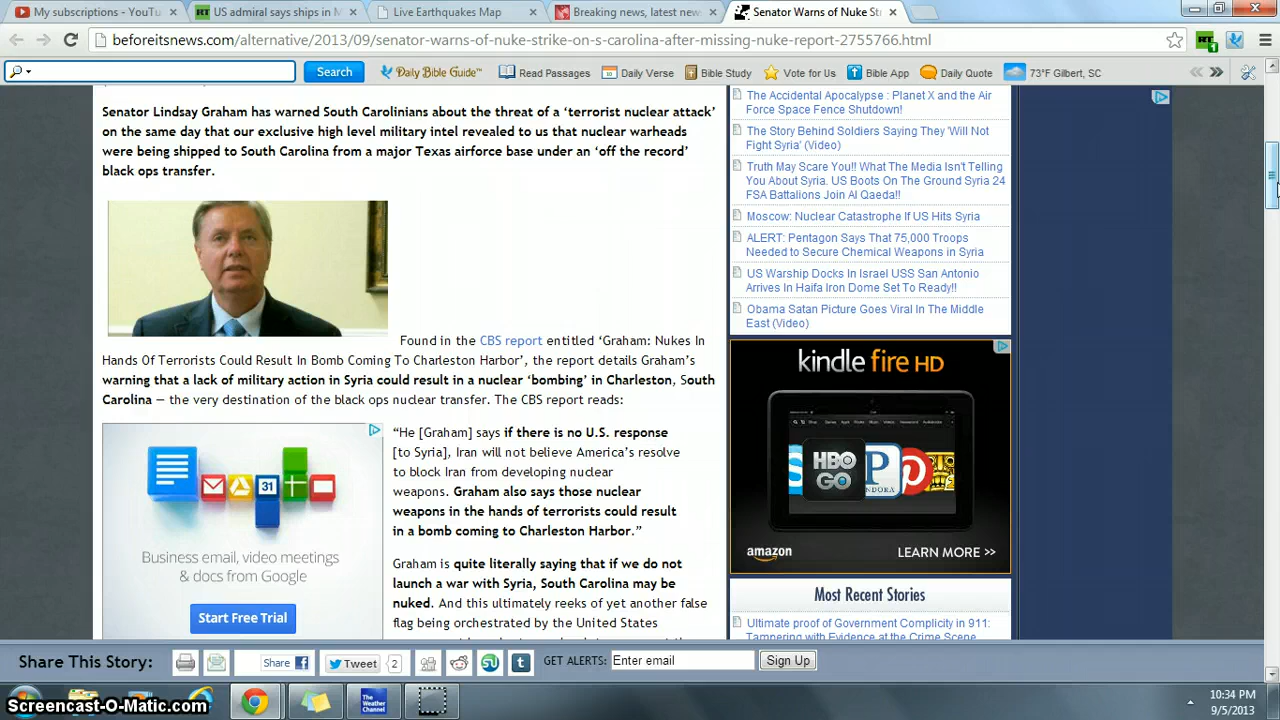 My subscriptions - YouTu
US admiral says ships in M
Live Earthquakes Map
Breaking news, latest new
Senator Warns of Nuke Str
beforeitsnews.com/alternative/2013/09/senator-warns-of-nuke-strike-on-s-carolina-after-missing-nuke-report-2755766.html
Search
Daily Bible Guide
Read Passages
Daily Verse
Bible Study
Vote for Us
Bible App
Daily Quote
73°F Gilbert, SC
Senator Lindsay Graham has warned South Carolinians about the threat of a ‘terrorist nuclear attack’
on the same day that our exclusive high level military intel revealed to us that nuclear warheads
were being shipped to South Carolina from a major Texas airforce base under an ‘off the record’
black ops transfer.
Found in the CBS report entitled ‘Graham: Nukes In
Hands Of Terrorists Could Result In Bomb Coming To Charleston Harbor’, the report details Graham’s
warning that a lack of military action in Syria could result in a nuclear ‘bombing’ in Charleston, South
Carolina — the very destination of the black ops nuclear transfer. The CBS report reads:
“He [Graham] says if there is no U.S. response
[to Syria], Iran will not believe America’s resolve
to block Iran from developing nuclear
weapons. Graham also says those nuclear
weapons in the hands of terrorists could result
in a bomb coming to Charleston Harbor.”
Graham is quite literally saying that if we do not
launch a war with Syria, South Carolina may be
nuked. And this ultimately reeks of yet another false
flag being orchestrated by the United States
31
Business email, video meetings
& docs from Google
Start Free Trial
The Accidental Apocalypse : Planet X and the Air
Force Space Fence Shutdown!
The Story Behind Soldiers Saying They 'Will Not
Fight Syria' (Video)
Truth May Scare You!! What The Media Isn't Telling
You About Syria. US Boots On The Ground Syria 24
FSA Battalions Join Al Qaeda!!
Moscow: Nuclear Catastrophe If US Hits Syria
ALERT: Pentagon Says That 75,000 Troops
Needed to Secure Chemical Weapons in Syria
US Warship Docks In Israel USS San Antonio
Arrives In Haifa Iron Dome Set To Ready!!
Obama Satan Picture Goes Viral In The Middle
East (Video)
kindle fire HD
HBO
GO
PANDORA
amazon
LEARN MORE >>
Most Recent Stories
Ultimate proof of Government Complicity in 911:
Tampering with Evidence at the Crime Scene
Share This Story:
Share
Tweet
2
GET ALERTS:
Enter email
Sign Up
The
Weather
Channel
Screencast-O-Matic.com
10:34 PM
9/5/2013